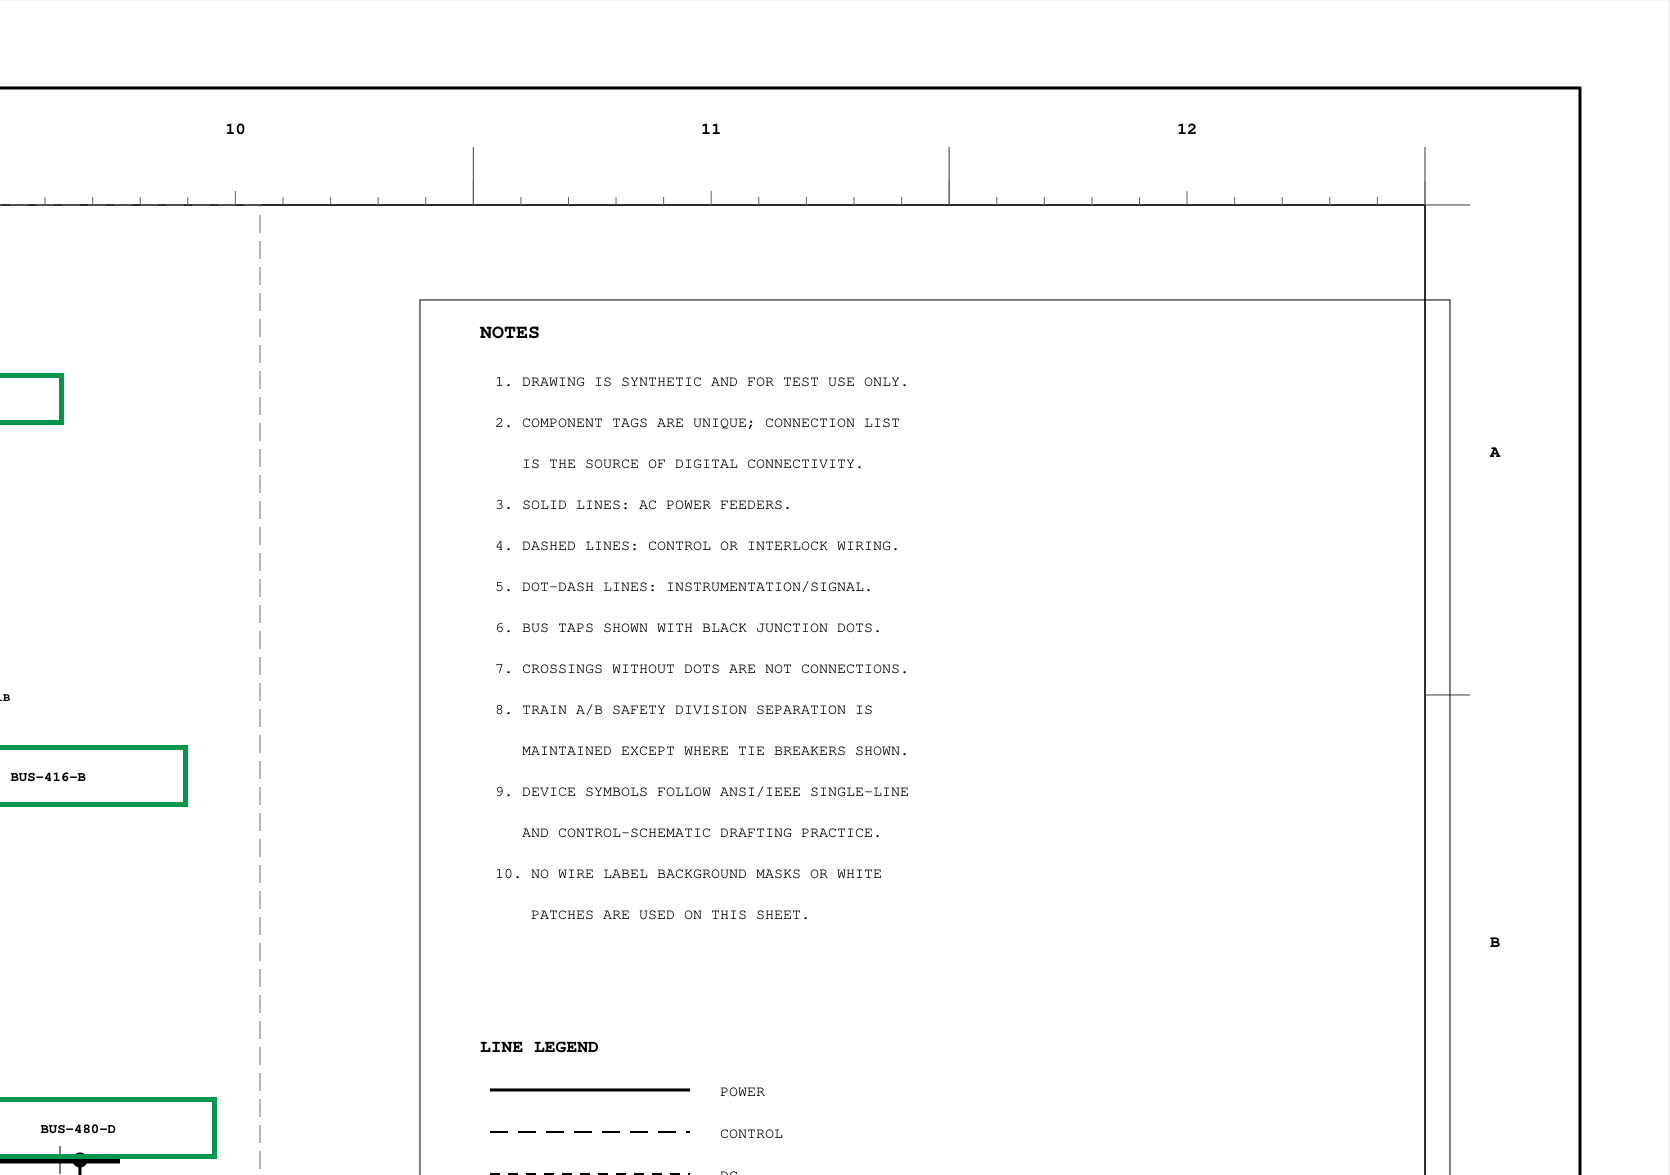 10 11 12
NOTES
1. DRAWING IS SYNTHETIC AND FOR TEST USE ONLY.
2. COMPONENT TAGS ARE UNIQUE; CONNECTION LIST
IS THE SOURCE OF DIGITAL CONNECTIVITY.
A
3. SOLID LINES: AC POWER FEEDERS.
4. DASHED LINES: CONTROL OR INTERLOCK WIRING.
5. DOT-DASH LINES: INSTRUMENTATION/SIGNAL.
6. BUS TAPS SHOWN WITH BLACK JUNCTION DOTS.
7. CROSSINGS WITHOUT DOTS ARE NOT CONNECTIONS.
8. TRAIN A/B SAFETY DIVISION SEPARATION IS
MAINTAINED EXCEPT WHERE TIE BREAKERS SHOWN.
9. DEVICE SYMBOLS FOLLOW ANSI/IEEE SINGLE-LINE
AND CONTROL-SCHEMATIC DRAFTING PRACTICE.
10. NO WIRE LABEL BACKGROUND MASKS OR WHITE
PATCHES ARE USED ON THIS SHEET.
B
BUS-416-B
BUS-480-D
LINE LEGEND
POWER
CONTROL